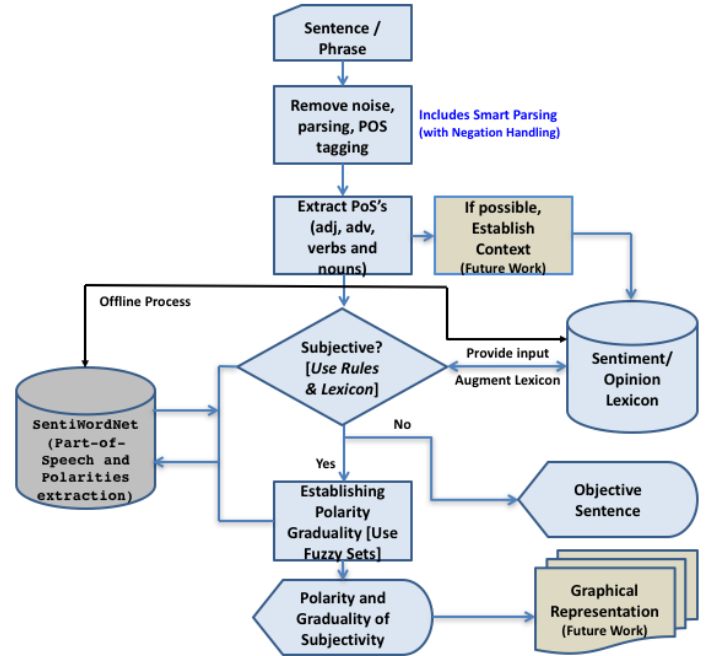 Sentence /
Phrase
Remove noise,
parsing, POS
tagging
Includes Smart Parsing
(with Negation Handling)
Extract PoS's
(adj, adv,
verbs and
nouns)
If possible,
Establish
Context
(Future Work)
Offline Process
Subjective?
[Use Rules
& Lexicon]
Provide input
Augment Lexicon
Sentiment/
Opinion
Lexicon
SentiWordNet
(Part-of-
Speech and
Polarities
extraction)
No
Yes
Establishing
Polarity
Graduality [Use
Fuzzy Sets]
Objective
Sentence
Polarity and
Graduality of
Subjectivity
Graphical
Representation
(Future Work)